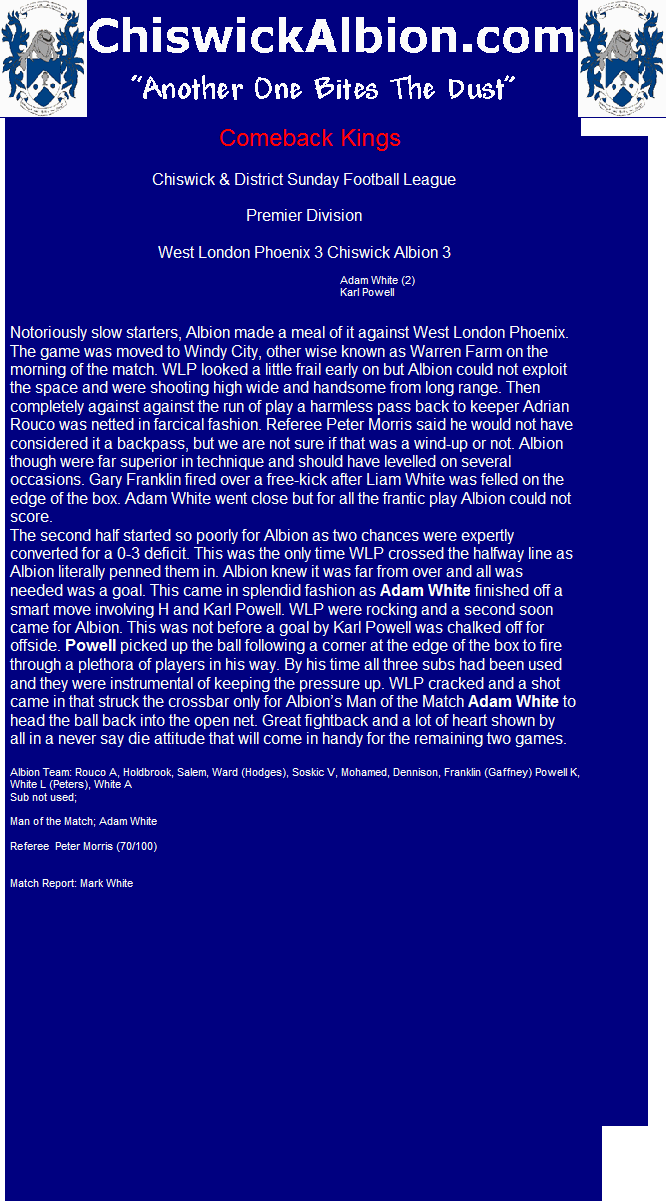 ChiswickAlbion.com
"Another One Bites The Dust"
Comeback Kings
Chiswick & District Sunday Football League
Premier Division
West London Phoenix 3 Chiswick Albion 3
Adam White (2)
Karl Powell
Notoriously slow starters, Albion made a meal of it against West London Phoenix.
The game was moved to Windy City, other wise known as Warren Farm on the
morning of the match. WLP looked a little frail early on but Albion could not exploit
the space and were shooting high wide and handsome from long range. Then
completely against against the run of play a harmless pass back to keeper Adrian
Rouco was netted in farcical fashion. Referee Peter Morris said he would not have
considered it a backpass, but we are not sure if that was a wind-up or not. Albion
though were far superior in technique and should have levelled on several
occasions. Gary Franklin fired over a free-kick after Liam White was felled on the
edge of the box. Adam White went close but for all the frantic play Albion could not
score.
The second half started so poorly for Albion as two chances were expertly
converted for a 0-3 deficit. This was the only time WLP crossed the halfway line as
Albion literally penned them in. Albion knew it was far from over and all was
needed was a goal. This came in splendid fashion as Adam White finished off a
smart move involving H and Karl Powell. WLP were rocking and a second soon
came for Albion. This was not before a goal by Karl Powell was chalked off for
offside. Powell picked up the ball following a corner at the edge of the box to fire
through a plethora of players in his way. By his time all three subs had been used
and they were instrumental of keeping the pressure up. WLP cracked and a shot
came in that struck the crossbar only for Albion's Man of the Match Adam White to
head the ball back into the open net. Great fightback and a lot of heart shown by
all in a never say die attitude that will come in handy for the remaining two games.
Albion Team: Rouco A, Holdbrook, Salem, Ward (Hodges), Soskic V, Mohamed, Dennison, Franklin (Gaffney) Powell K,
White L (Peters), White A
Sub not used;
Man of the Match; Adam White
Referee Peter Morris (70/100)
Match Report: Mark White